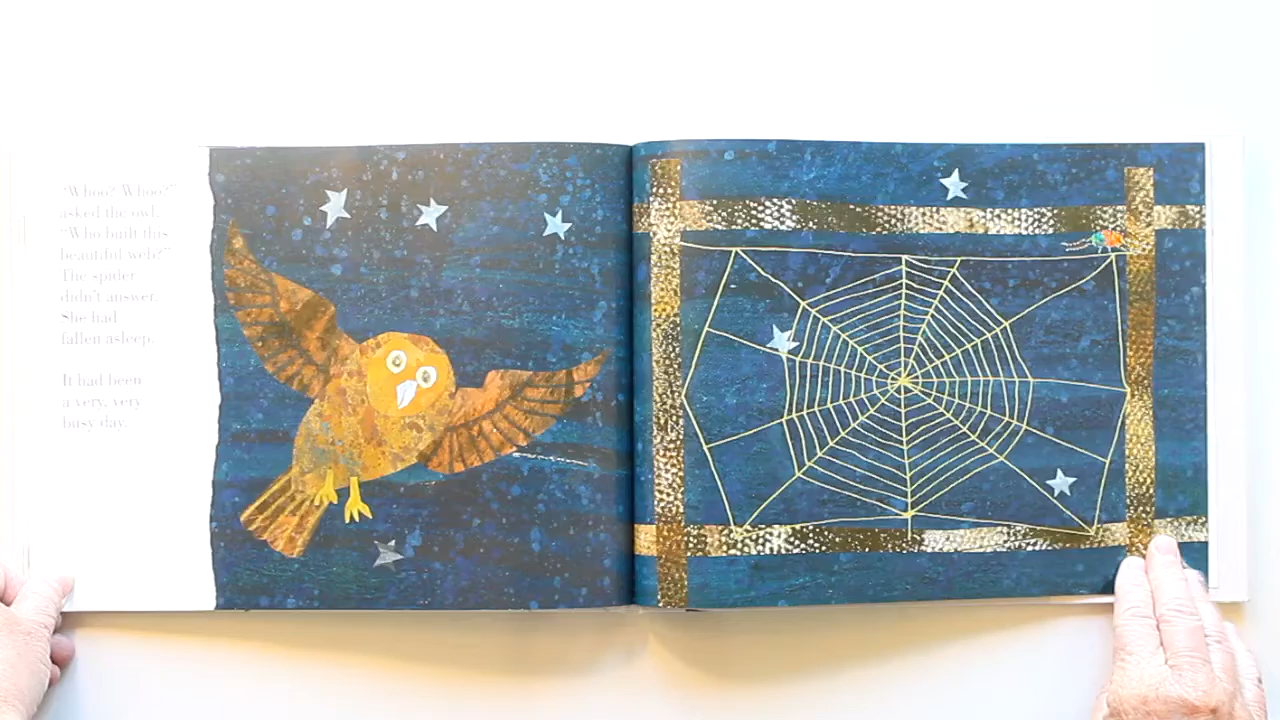 “Whoo? Whoo?”
asked the owl.
“Who built this
beautiful web?”
The spider
didn’t answer.
She had
fallen asleep.
It had been
a very, very
busy day.